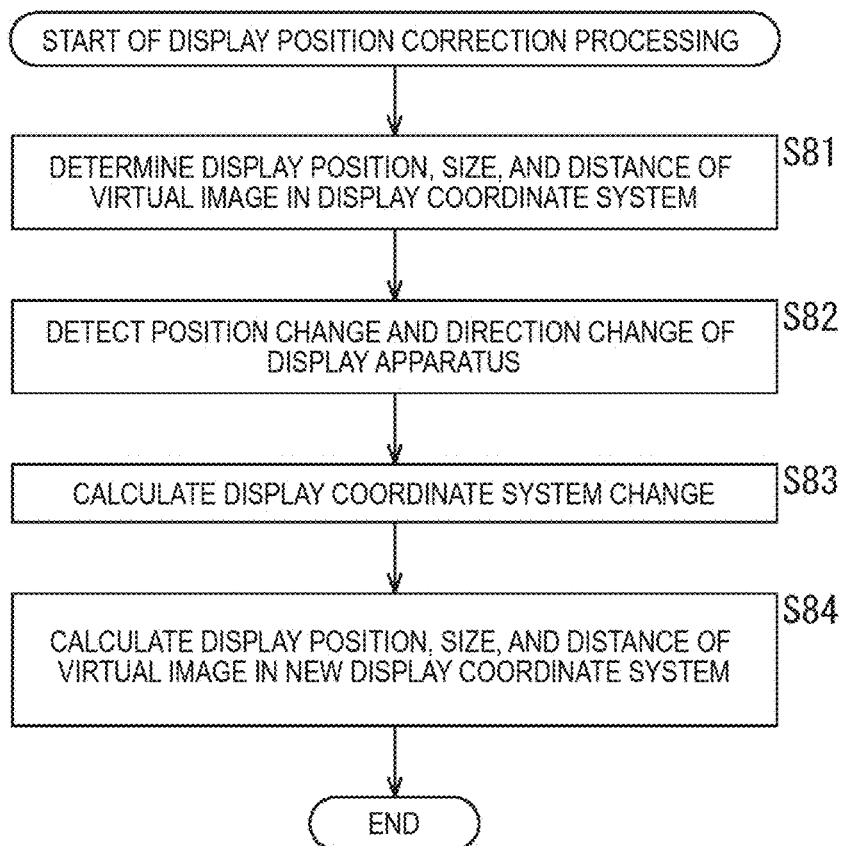 START OF DISPLAY POSITION CORRECTION PROCESSING
S81
DETERMINE DISPLAY POSITION, SIZE, AND DISTANCE OF
VIRTUAL IMAGE IN DISPLAY COORDINATE SYSTEM
S82
DETECT POSITION CHANGE AND DIRECTION CHANGE OF
DISPLAY APPARATUS
S83
CALCULATE DISPLAY COORDINATE SYSTEM CHANGE
S84
CALCULATE DISPLAY POSITION, SIZE, AND DISTANCE OF
VIRTUAL IMAGE IN NEW DISPLAY COORDINATE SYSTEM
END